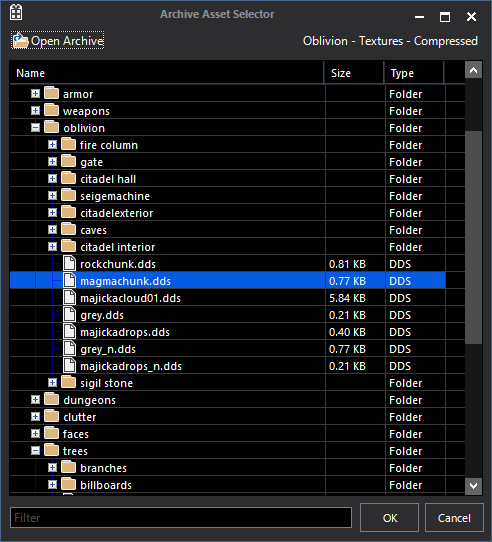 Archive Asset Selector
Open Archive Oblivion - Textures - Compressed
Name Size Type
armor Folder
weapons Folder
oblivion Folder
fire column Folder
gate Folder
citadel hall Folder
seigemachine Folder
citadelexterior Folder
caves Folder
citadel interior Folder
rockchunk.dds 0.81 KB DDS
magmachunk.dds 0.77 KB DDS
majickacloud01.dds 5.84 KB DDS
grey.dds 0.21 KB DDS
majickadrops.dds 0.40 KB DDS
grey_n.dds 0.77 KB DDS
majickadrops_n.dds 0.21 KB DDS
sigil stone Folder
dungeons Folder
clutter Folder
faces Folder
trees Folder
branches Folder
billboards Folder
Filter OK Cancel